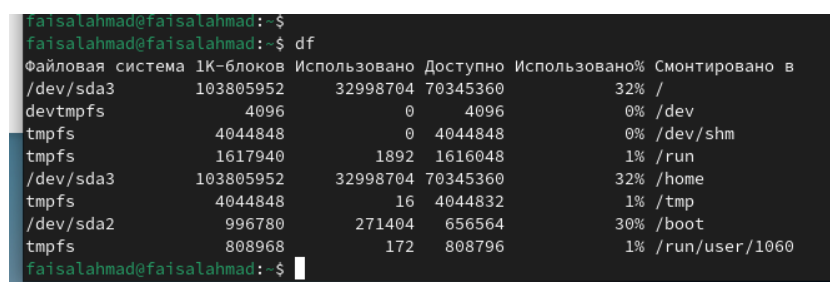 faisalahmad@faisalahmad:~$
faisalahmad@faisalahmad:~$ df
Файловая система 1K-блоков Использовано Доступно Использовано% Смонтировано в
/dev/sda3 103805952 32998704 70345360 32% /
devtmpfs 4096 0 4096 0% /dev
tmpfs 4044848 0 4044848 0% /dev/shm
tmpfs 1617940 1892 1616048 1% /run
/dev/sda3 103805952 32998704 70345360 32% /home
tmpfs 4044848 16 4044832 1% /tmp
/dev/sda2 996780 271404 656564 30% /boot
tmpfs 808968 172 808796 1% /run/user/1060
faisalahmad@faisalahmad:~$